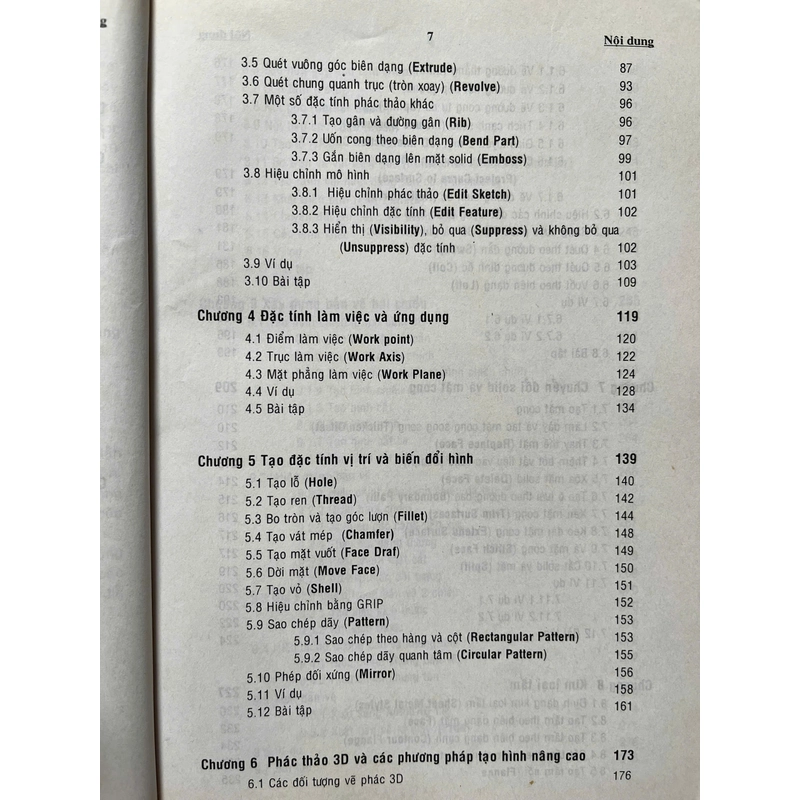 7 Nội dung
3.5 Quét vuông góc biên dạng (Extrude) 87
3.6 Quét chung quanh trục (tròn xoay) (Revolve) 93
3.7 Một số đặc tính phác thảo khác 96
3.7.1 Tạo gân và đường gân (Rib) 96
3.7.2 Uốn cong theo biên dạng (Bend Part) 97
3.7.3 Gắn biên dạng lên mặt solid (Emboss) 99
3.8 Hiệu chỉnh mô hình 101
3.8.1 Hiệu chỉnh phác thảo (Edit Sketch) 101
3.8.2 Hiệu chỉnh đặc tính (Edit Feature) 102
3.8.3 Hiển thị (Visibility), bỏ qua (Suppress) và không bỏ qua
(Unsuppress) đặc tính 102
3.9 Ví dụ 103
3.10 Bài tập 109
Chương 4 Đặc tính làm việc và ứng dụng 119
4.1 Điểm làm việc (Work point) 120
4.2 Trục làm việc (Work Axis) 122
4.3 Mặt phẳng làm việc (Work Plane) 124
4.4 Ví dụ 128
4.5 Bài tập 134
Chương 5 Tạo đặc tính vị trí và biến đổi hình 139
5.1 Tạo lỗ (Hole) 140
5.2 Tạo ren (Thread) 142
5.3 Bo tròn và tạo góc lượn (Fillet) 144
5.4 Tạo vát mép (Chamfer) 148
5.5 Tạo mặt vuốt (Face Draf) 149
5.6 Dời mặt (Move Face) 150
5.7 Tạo vỏ (Shell) 151
5.8 Hiệu chỉnh bằng GRIP 152
5.9 Sao chép dãy (Pattern) 153
5.9.1 Sao chép theo hàng và cột (Rectangular Pattern) 153
5.9.2 Sao chép dãy quanh tâm (Circular Pattern) 155
5.10 Phép đối xứng (Mirror) 156
5.11 Ví dụ 158
5.12 Bài tập 161
Chương 6 Phác thảo 3D và các phương pháp tạo hình nâng cao 173
6.1 Các đối tượng vẽ phác 3D 176